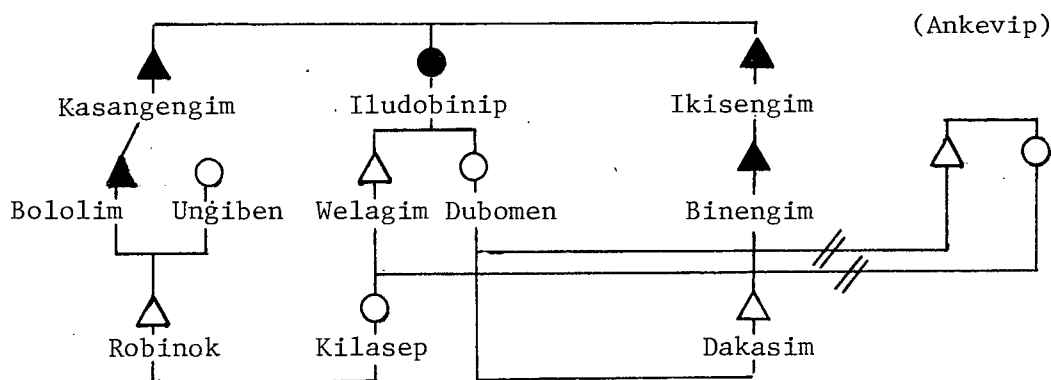 (Ankevip)
Kasangengim Iludobinip Ikisengim
Bololim Ungiben Welagim Dubomen Binengim
Robinok Kilasep Dakasim